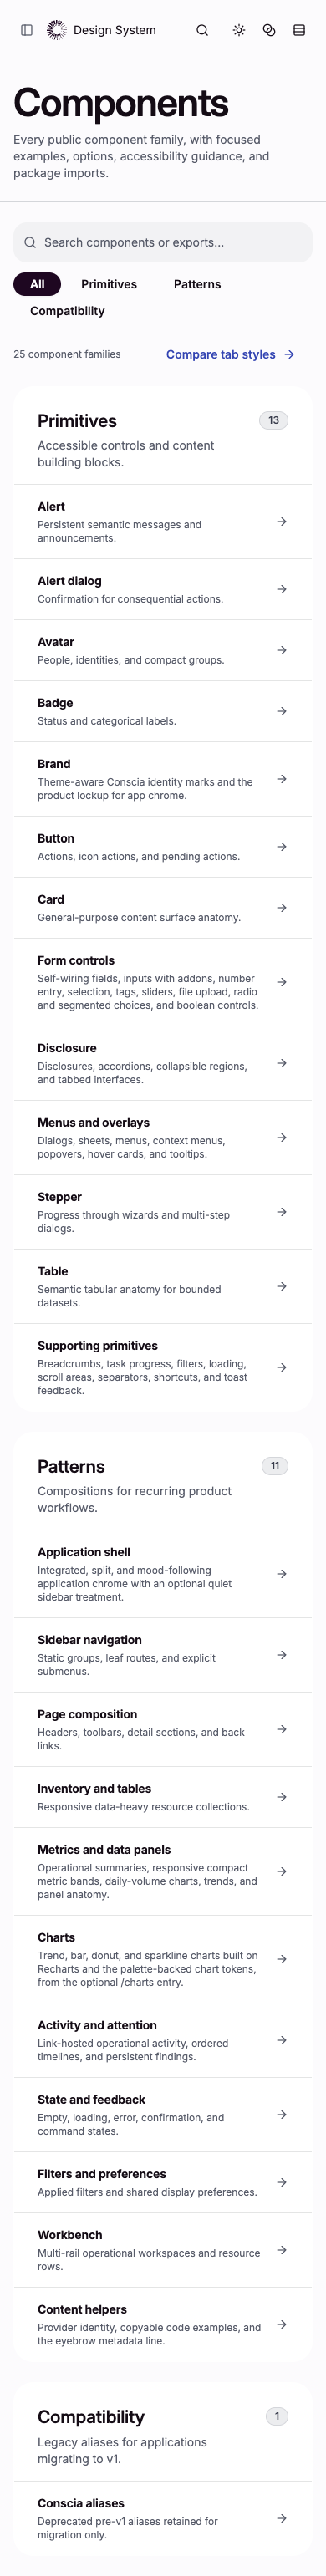 Design System
Components
Every public component family, with focused
examples, options, accessibility guidance, and
package imports.
Search components or exports...
All
Primitives
Patterns
Compatibility
25 component families
Compare tab styles
Primitives
13
Accessible controls and content
building blocks.
Alert
Persistent semantic messages and
announcements.
Alert dialog
Confirmation for consequential actions.
Avatar
People, identities, and compact groups.
Badge
Status and categorical labels.
Brand
Theme-aware Conscia identity marks and the
product lockup for app chrome.
Button
Actions, icon actions, and pending actions.
Card
General-purpose content surface anatomy.
Form controls
Self-wiring fields, inputs with addons, number
entry, selection, tags, sliders, file upload, radio
and segmented choices, and boolean controls.
Disclosure
Disclosures, accordions, collapsible regions,
and tabbed interfaces.
Menus and overlays
Dialogs, sheets, menus, context menus,
popovers, hover cards, and tooltips.
Stepper
Progress through wizards and multi-step
dialogs.
Table
Semantic tabular anatomy for bounded
datasets.
Supporting primitives
Breadcrumbs, task progress, filters, loading,
scroll areas, separators, shortcuts, and toast
feedback.
Patterns
11
Compositions for recurring product
workflows.
Application shell
Integrated, split, and mood-following
application chrome with an optional quiet
sidebar treatment.
Sidebar navigation
Static groups, leaf routes, and explicit
submenus.
Page composition
Headers, toolbars, detail sections, and back
links.
Inventory and tables
Responsive data-heavy resource collections.
Metrics and data panels
Operational summaries, responsive compact
metric bands, daily-volume charts, trends, and
panel anatomy.
Charts
Trend, bar, donut, and sparkline charts built on
Recharts and the palette-backed chart tokens,
from the optional /charts entry.
Activity and attention
Link-hosted operational activity, ordered
timelines, and persistent findings.
State and feedback
Empty, loading, error, confirmation, and
command states.
Filters and preferences
Applied filters and shared display preferences.
Workbench
Multi-rail operational workspaces and resource
rows.
Content helpers
Provider identity, copyable code examples, and
the eyebrow metadata line.
Compatibility
1
Legacy aliases for applications
migrating to v1.
Conscia aliases
Deprecated pre-v1 aliases retained for
migration only.